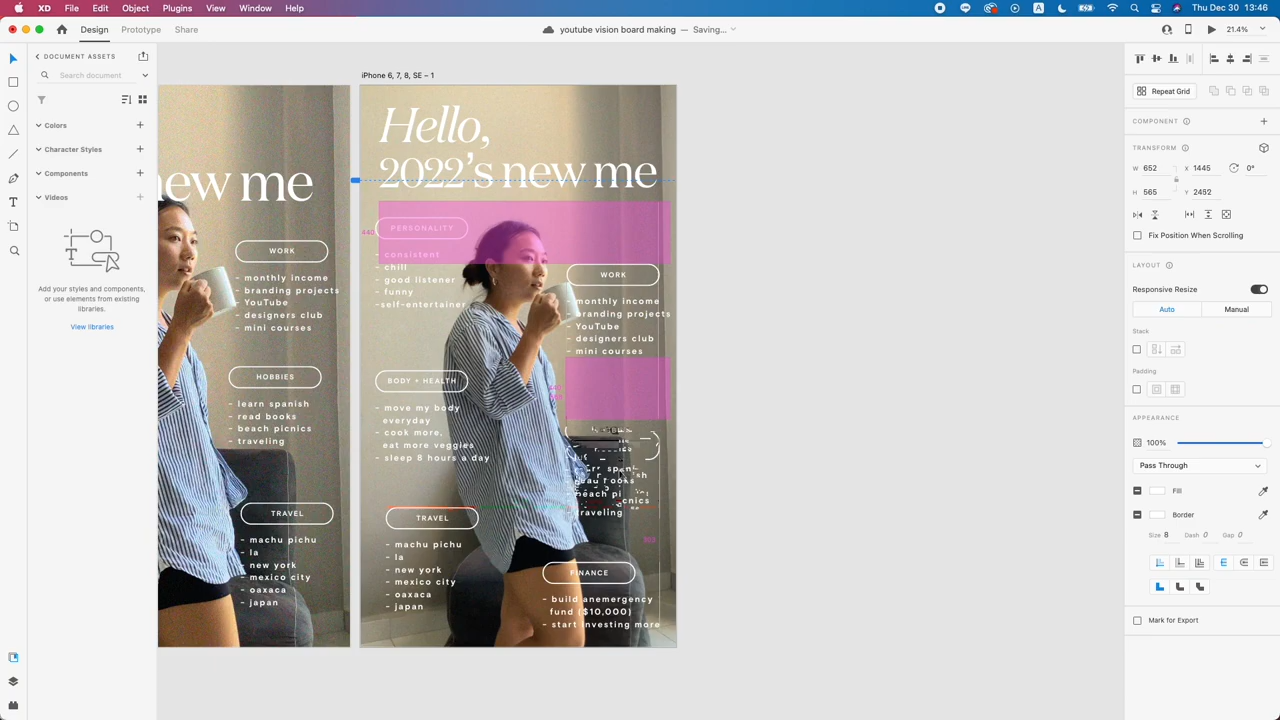 XD File Edit Object Plugins View Window Help
Thu Dec 30 13:46
Design Prototype Share
youtube vision board making — Saving...
21.4%
DOCUMENT ASSETS
Search document
Colors
Character Styles
Components
Videos
Add your styles and components,
or use elements from existing
libraries.
View libraries
new me
WORK
- monthly income
- branding projects
- YouTube
- designers club
- mini courses
HOBBIES
- learn spanish
- read books
- beach picnics
- traveling
TRAVEL
- machu pichu
- la
- new york
- mexico city
- oaxaca
- japan
iPhone 6, 7, 8, SE – 1
Hello,
2022's new me
440
PERSONALITY
- consistent
- chill
- good listener
- funny
-self-entertainer
WORK
- monthly income
- branding projects
- YouTube
- designers club
- mini courses
BODY + HEALTH
- move my body
everyday
- cook more,
eat more veggies
- sleep 8 hours a day
- traveling
TRAVEL
- machu pichu
- la
- new york
- mexico city
- oaxaca
- japan
FINANCE
- build anemergency
fund ($10,000)
- start investing more
Repeat Grid
COMPONENT
TRANSFORM
W 652 X 1445 0°
H 565 Y 2452
Fix Position When Scrolling
LAYOUT
Responsive Resize
Auto Manual
Stack
Padding
APPEARANCE
100%
Pass Through
Fill
Border
Size 8 Dash 0 Gap 0
Mark for Export